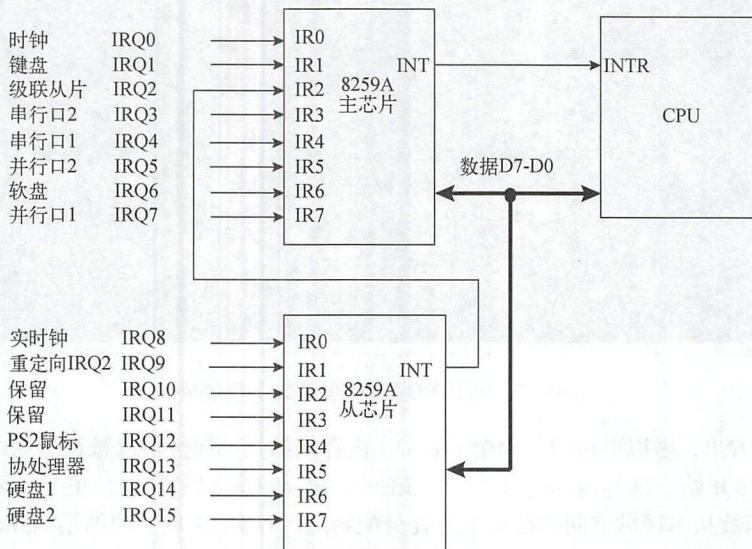 时钟 IRQ0 IR0
键盘 IRQ1 IR1 INT INTR
级联从片 IRQ2 IR2 8259A
串行口2 IRQ3 IR3 主芯片 CPU
串行口1 IRQ4 IR4
并行口2 IRQ5 IR5 数据D7-D0
软盘 IRQ6 IR6
并行口1 IRQ7 IR7
实时钟 IRQ8 IR0
重定向IRQ2 IRQ9 IR1 INT
保留 IRQ10 IR2 8259A
保留 IRQ11 IR3 从芯片
PS2鼠标 IRQ12
协处理器 IRQ13 IR5
硬盘1 IRQ14 IR6
硬盘2 IRQ15 IR7